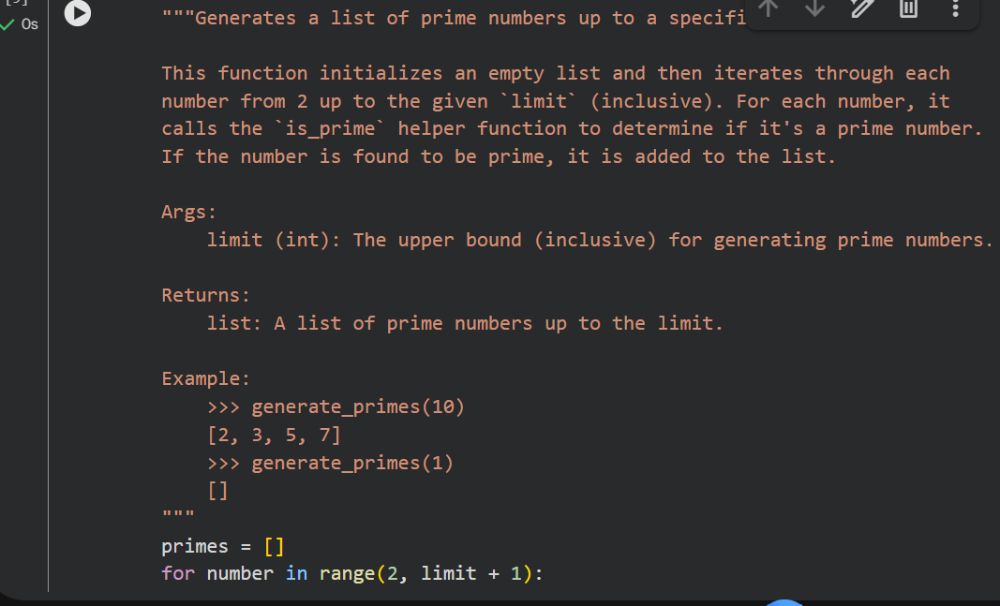 0s
"""Generates a list of prime numbers up to a
This function initializes an empty list and then iterates through each
number from 2 up to the given `limit` (inclusive). For each number, it
calls the `is_prime` helper function to determine if it's a prime number.
If the number is found to be prime, it is added to the list.
Args:
limit (int): The upper bound (inclusive) for generating prime numbers.
Returns:
list: A list of prime numbers up to the limit.
Example:
>>> generate_primes(10)
[2, 3, 5, 7]
>>> generate_primes(1)
[]
"""
primes = []
for number in range(2, limit + 1):